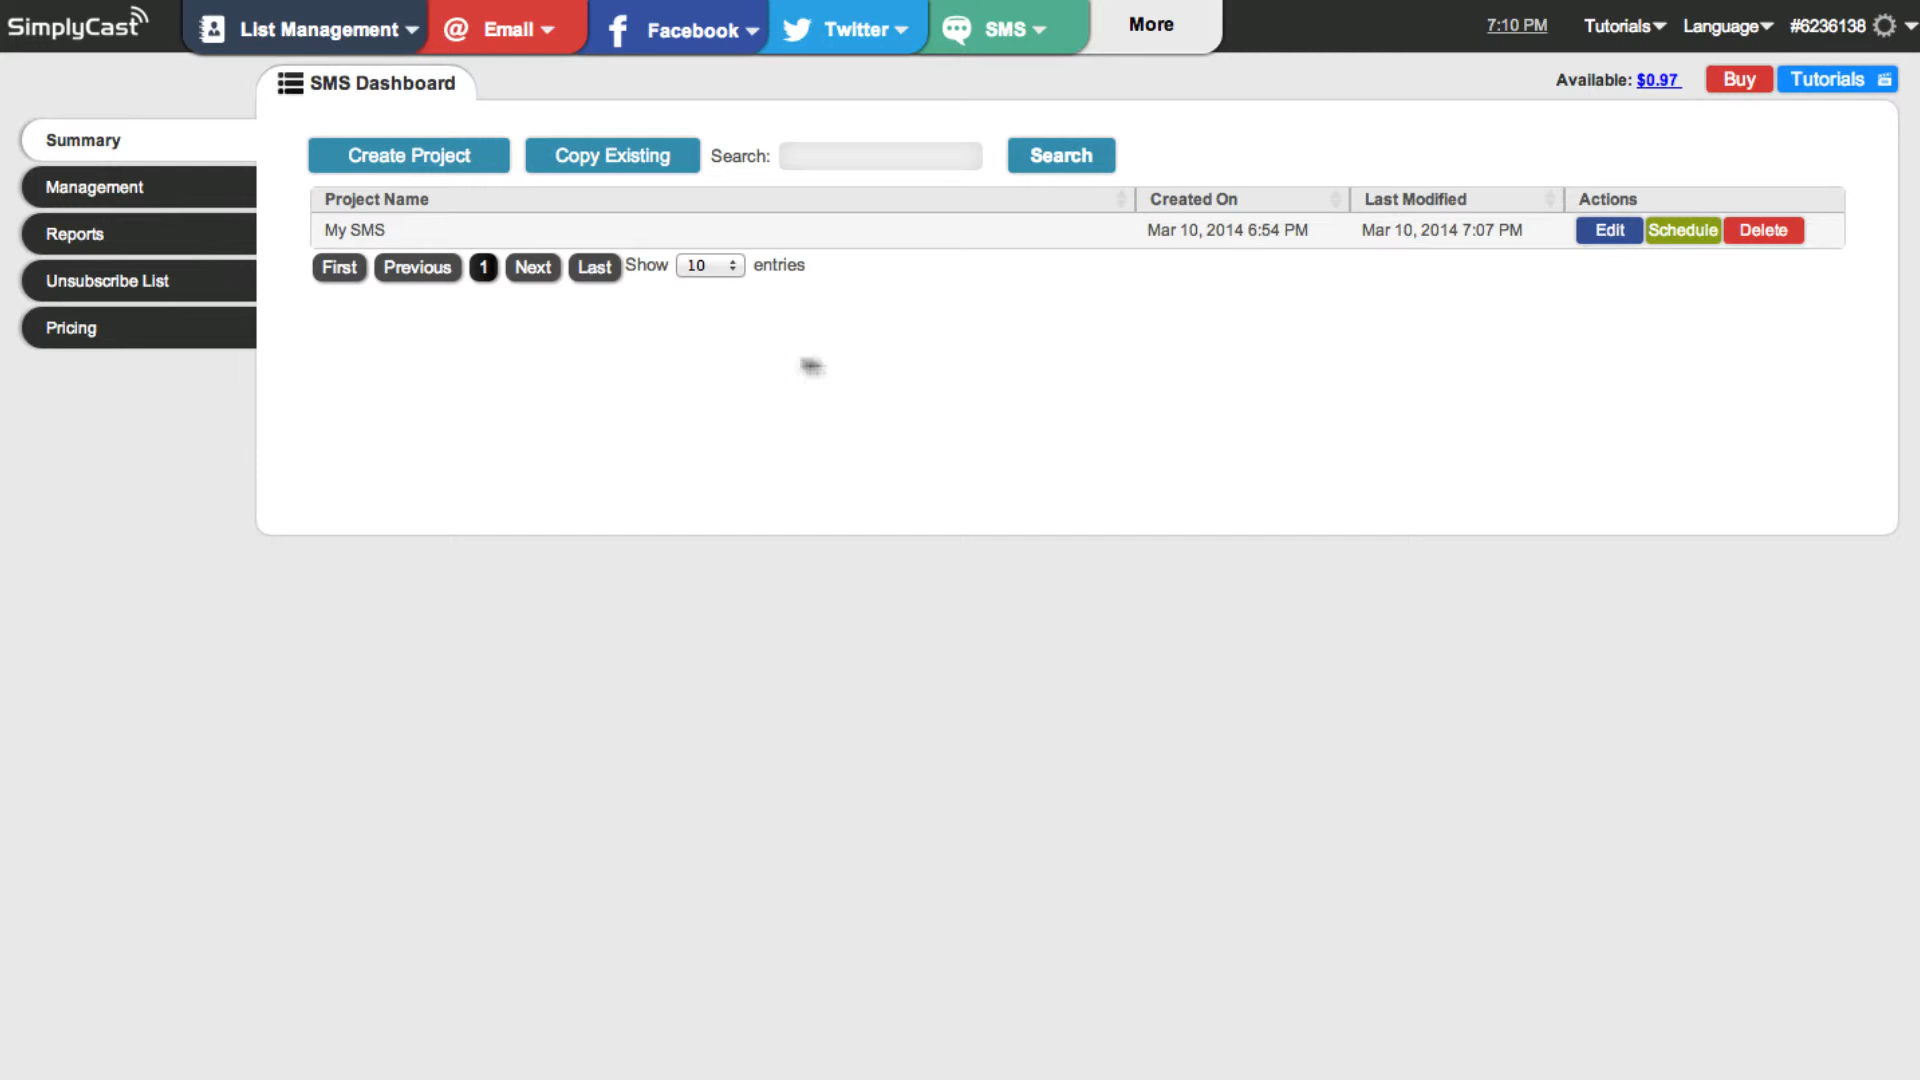 SimplyCast
List Management
Email
Facebook
Twitter
SMS
More
7:10 PM
Tutorials
Language
#6236138
SMS Dashboard
Available: $0.97
Buy
Tutorials
Summary
Management
Reports
Unsubscribe List
Pricing
Create Project
Copy Existing
Search:
Search
Project Name Created On Last Modified Actions
My SMS Mar 10, 2014 6:54 PM Mar 10, 2014 7:07 PM Edit Schedule Delete
First Previous 1 Next Last Show 10 entries